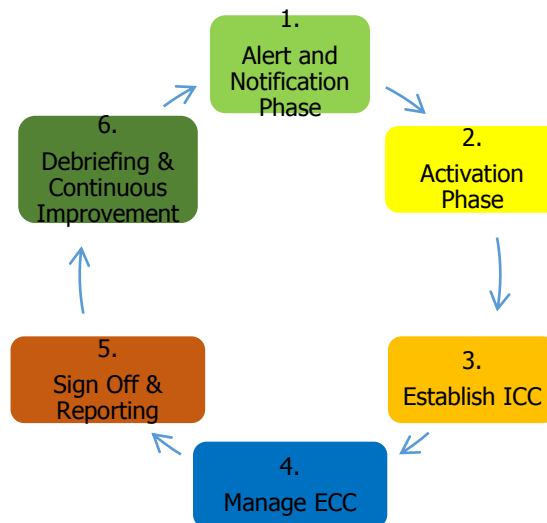 1.
Alert and
Notification
Phase
2.
Activation
Phase
3.
Establish ICC
4.
Manage ECC
5.
Sign Off &
Reporting
6.
Debriefing &
Continuous
Improvement